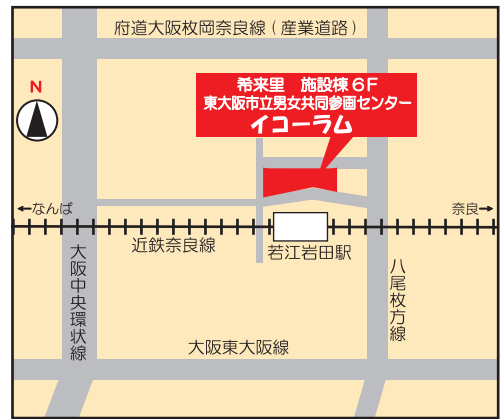 府道大阪枚岡奈良線(産業道路)
希来里 施設棟6F
東大阪市立男女共同参画センター
イコーラム
N
←なんば
奈良→
近鉄奈良線
若江岩田駅
大阪中央環状線
八尾枚方線
大阪東大阪線